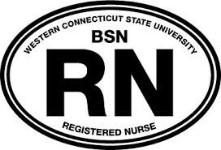 WESTERN CONNECTICUT STATE UNIVERSITY
BSN
RN
REGISTERED NURSE